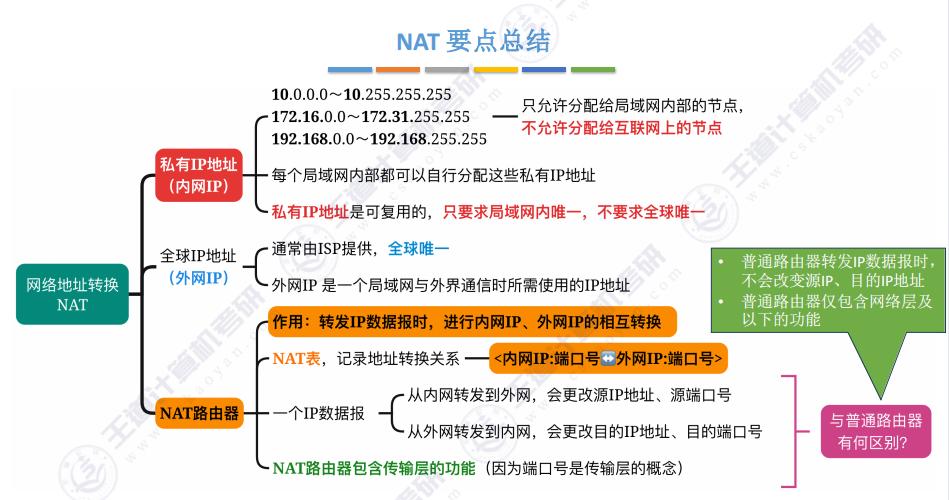 NAT 要点总结
10.0.0.0～10.255.255.255
172.16.0.0～172.31.255.255
192.168.0.0～192.168.255.255
只允许分配给局域网内部的节点，
不允许分配给互联网上的节点
私有IP地址
（内网IP）
每个局域网内部都可以自行分配这些私有IP地址
私有IP地址是可复用的，只要求局域网内唯一，不要求全球唯一
全球IP地址
（外网IP）
通常由ISP提供，全球唯一
外网IP 是一个局域网与外界通信时所需使用的IP地址
网络地址转换
NAT
作用：转发IP数据报时，进行内网IP、外网IP的相互转换
NAT表，记录地址转换关系
<内网IP:端口号↔外网IP:端口号>
NAT路由器
一个IP数据报
从内网转发到外网，会更改源IP地址、源端口号
从外网转发到内网，会更改目的IP地址、目的端口号
NAT路由器包含传输层的功能（因为端口号是传输层的概念）
• 普通路由器转发IP数据报时，
不会改变源IP、目的IP地址
• 普通路由器仅包含网络层及
以下的功能
与普通路由器
有何区别?
王道计算机考研
www.cskaoyan.com